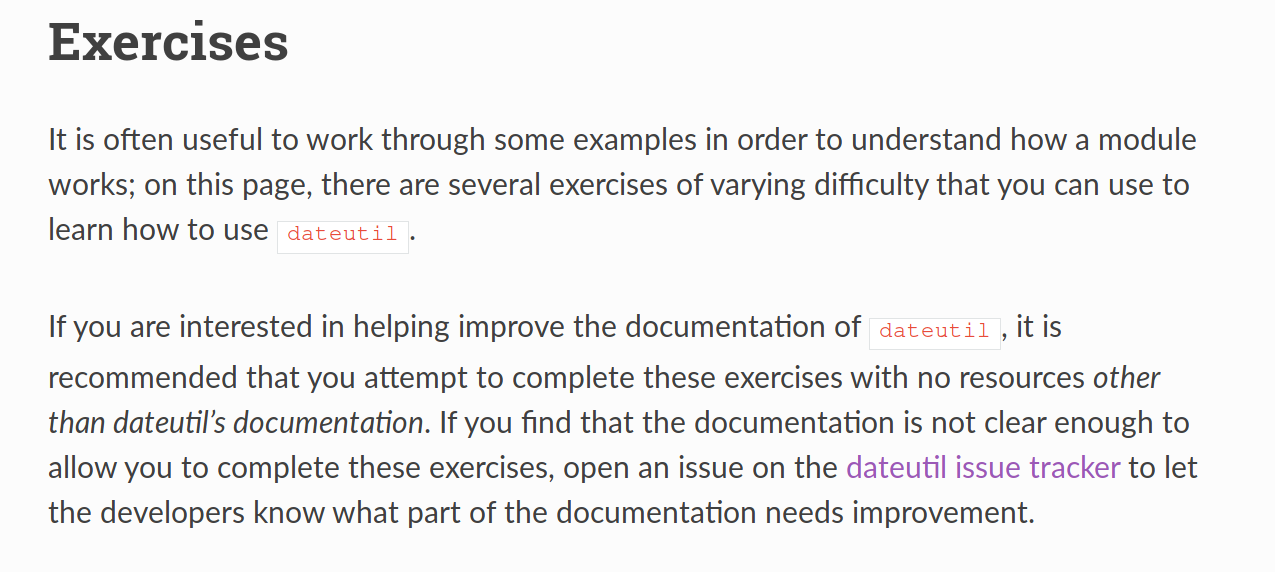 Exercises
It is often useful to work through some examples in order to understand how a module
works; on this page, there are several exercises of varying difficulty that you can use to
learn how to use dateutil.
If you are interested in helping improve the documentation of dateutil, it is
recommended that you attempt to complete these exercises with no resources other
than dateutil’s documentation. If you find that the documentation is not clear enough to
allow you to complete these exercises, open an issue on the dateutil issue tracker to let
the developers know what part of the documentation needs improvement.